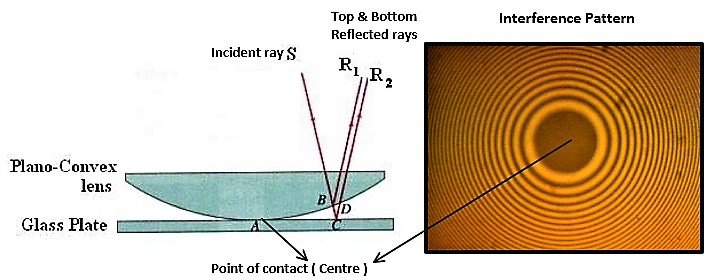 Top & Bottom
Reflected rays
Interference Pattern
Incident ray S
R1 R2
Plano-Convex
lens
B
D
Glass Plate
A
C
Point of contact ( Centre )